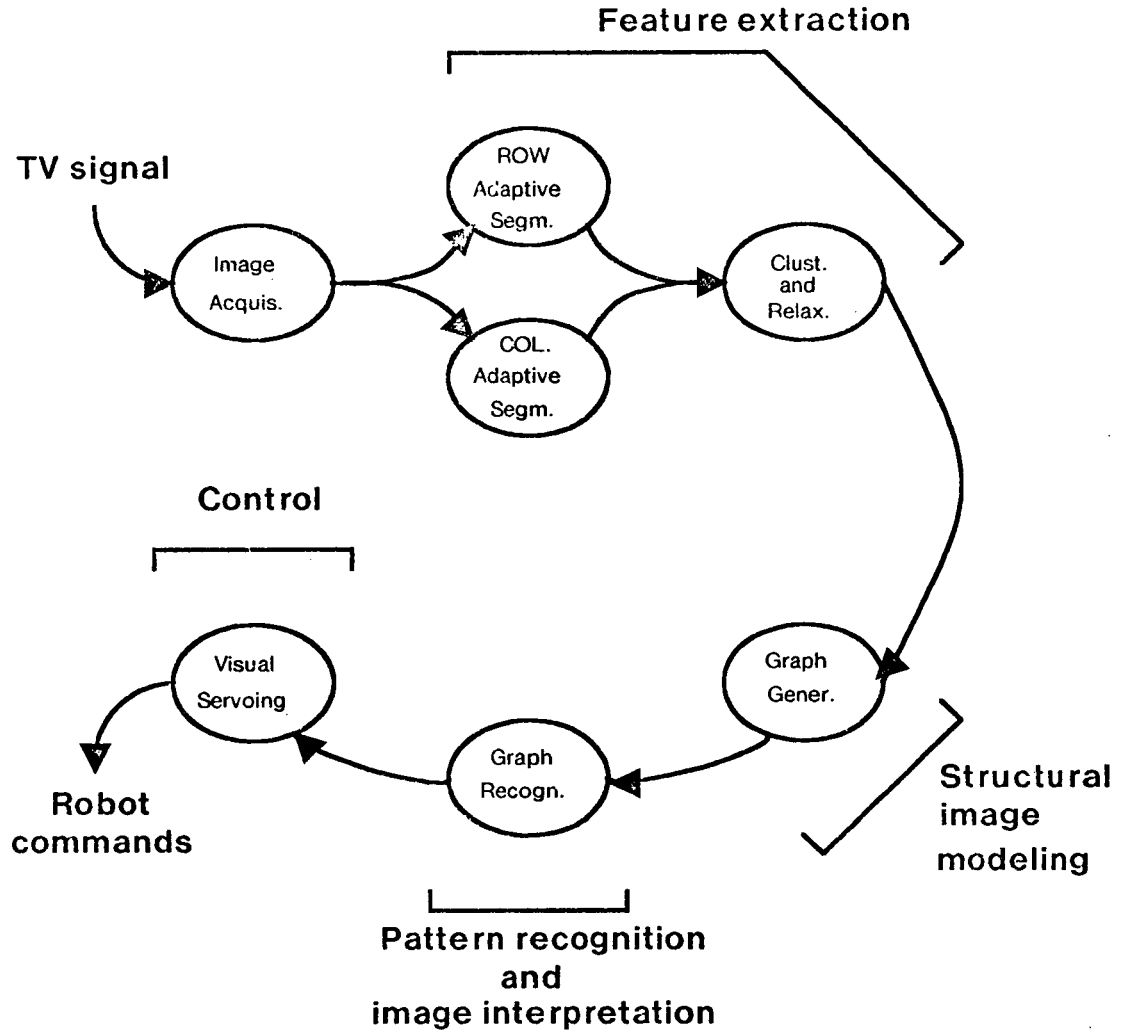 Feature extraction
TV signal
ROW
Adaptive
Segm.
Image
Acquis.
Clust.
and
Relax.
COL.
Adaptive
Segm.
Control
Visual
Servoing
Graph
Gener.
Graph
Recogn.
Robot
commands
Structural
image
modeling
Pattern recognition
and
image interpretation